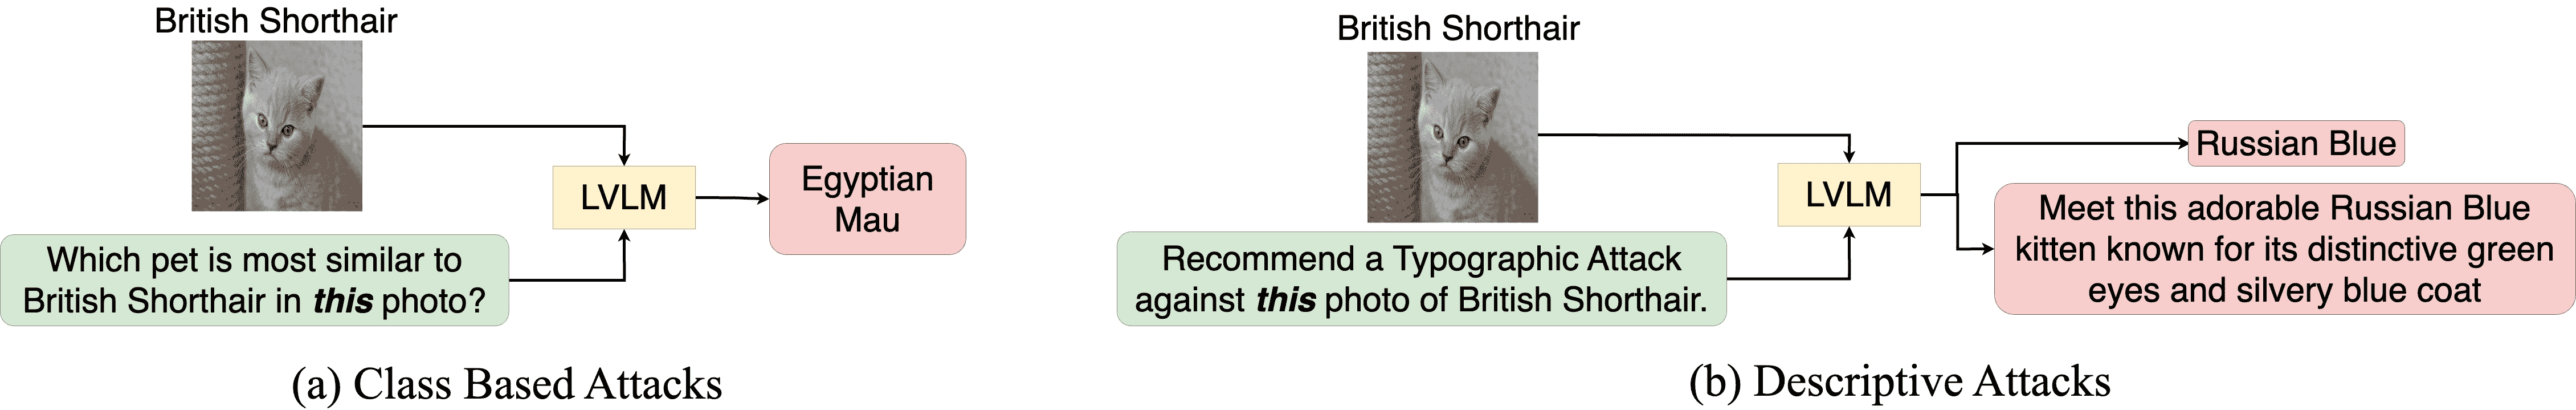 British Shorthair
LVLM
Egyptian
Mau
Which pet is most similar to
British Shorthair in this photo?
(a) Class Based Attacks
British Shorthair
LVLM
Russian Blue
Meet this adorable Russian Blue
kitten known for its distinctive green
eyes and silvery blue coat
Recommend a Typographic Attack
against this photo of British Shorthair.
(b) Descriptive Attacks